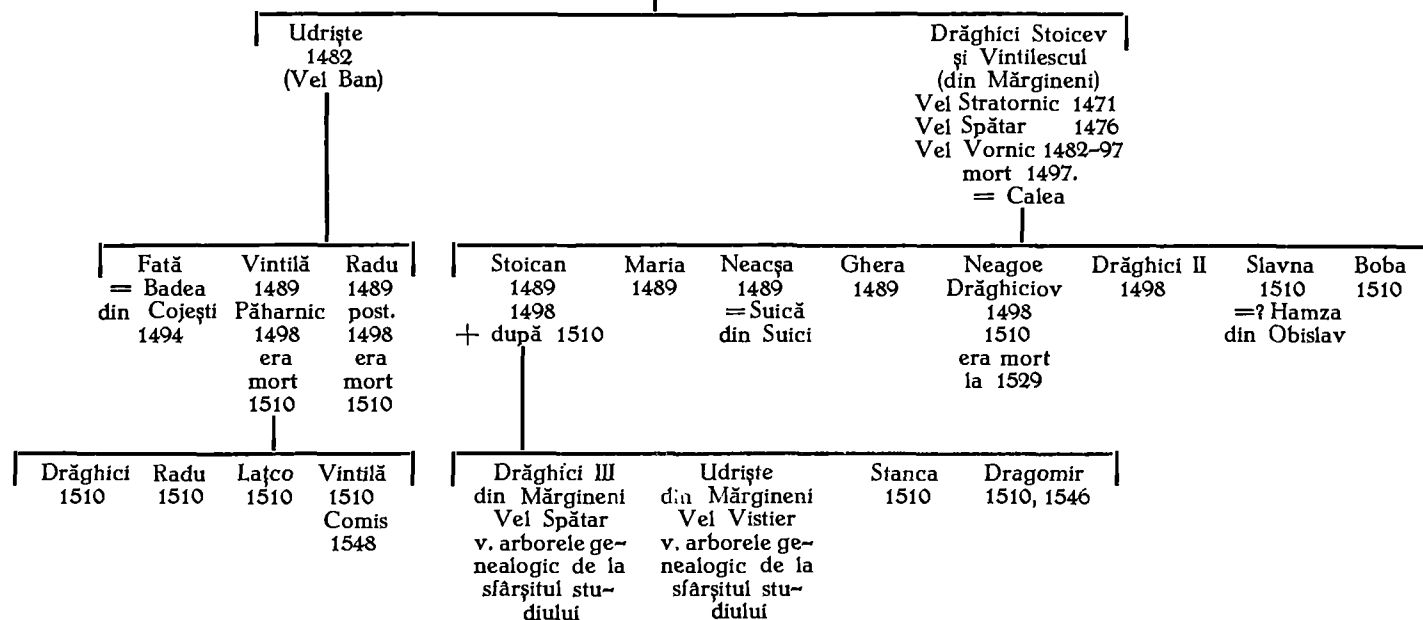 Udriște
1482
(Vel Ban)
Drăghici Stoicev
și Vintilescul
(din Mărgineni)
Vel Stratornic 1471
Vel Spătar 1476
Vel Vornic 1482–97
mort 1497.
= Calea
Fată
= Badea
din Cojești
1494
Vintilă
1489
Păharnic
1498
era
mort
1510
Radu
1489
post.
1498
era
mort
1510
Stoican
1489
1498
+ după 1510
Maria
1489
Neacșa
1489
=Suică
din Suici
Ghera
1489
Neagoe
Drăghiciov
1498
1510
era mort
la 1529
Drăghici II
1498
Slavna
1510
=? Hamza
din Obislav
Boba
1510
Drăghici
1510
Radu
1510
Lațco
1510
Vintilă
1510
Comis
1548
Drăghici III
din Mărgineni
Vel Spătar
v. arborele ge-
nealogic de la
sfârșitul stu-
diului
Udriște
din Mărgineni
Vel Vistier
v. arborele ge-
nealogic de la
sfârșitul stu-
diului
Stanca
1510
Dragomir
1510, 1546